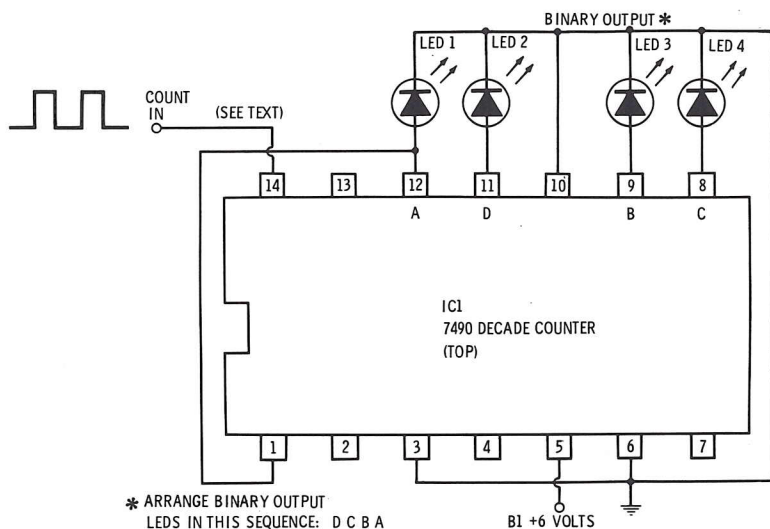 BINARY OUTPUT *
LED 1
LED 2
LED 3
LED 4
COUNT
IN
(SEE TEXT)
14
13
12
11
10
9
8
A
D
B
C
IC1
7490 DECADE COUNTER
(TOP)
1
2
3
4
5
6
7
* ARRANGE BINARY OUTPUT
LEDS IN THIS SEQUENCE: D C B A
B1 +6 VOLTS